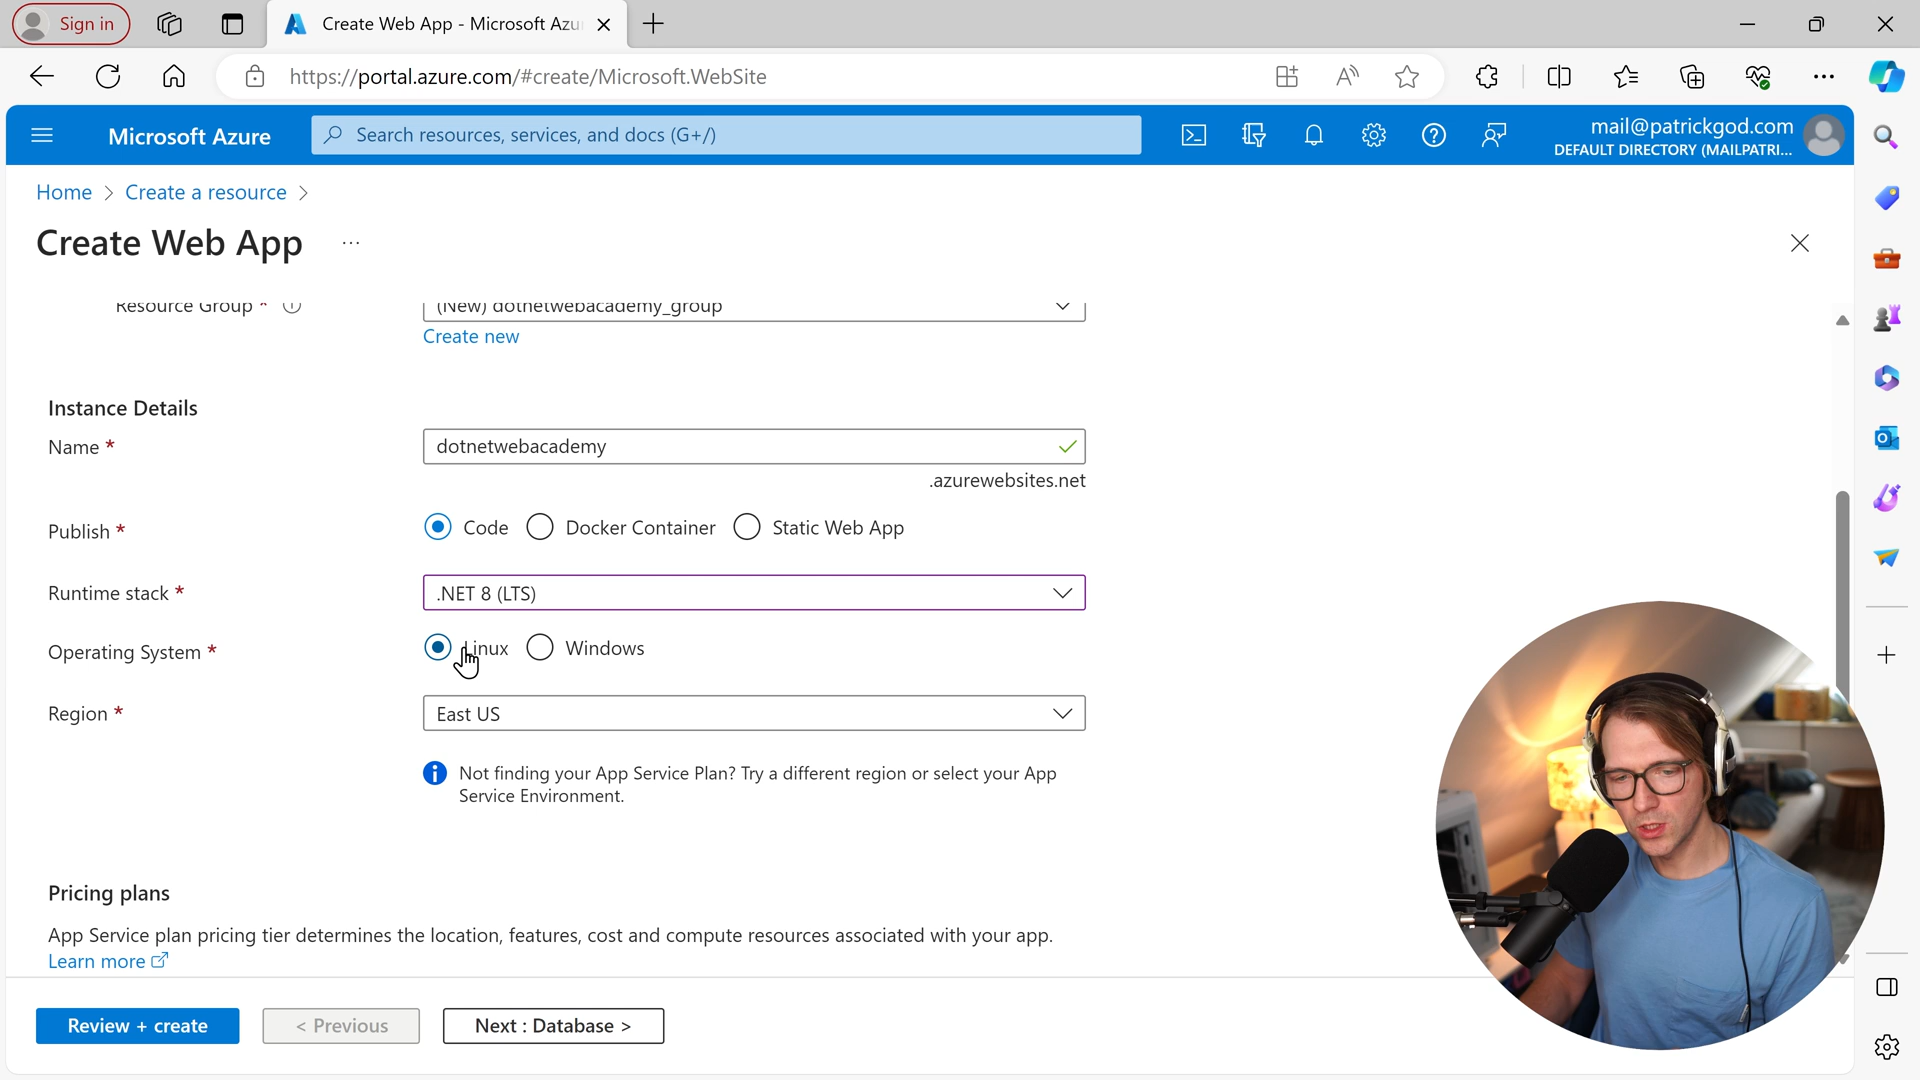 Sign in
Create Web App - Microsoft Azu
https://portal.azure.com/#create/Microsoft.WebSite
Microsoft Azure
Search resources, services, and docs (G+/)
mail@patrickgod.com
DEFAULT DIRECTORY (MAILPATRI...
Home > Create a resource >
Create Web App ...
Resource Group *
(New) dotnetwebacademy_group
Create new
Instance Details
Name *
dotnetwebacademy
.azurewebsites.net
Publish *
Code Docker Container Static Web App
Runtime stack *
.NET 8 (LTS)
Operating System *
Linux Windows
Region *
East US
Not finding your App Service Plan? Try a different region or select your App
Service Environment.
Pricing plans
App Service plan pricing tier determines the location, features, cost and compute resources associated with your app.
Learn more
Review + create
< Previous
Next : Database >